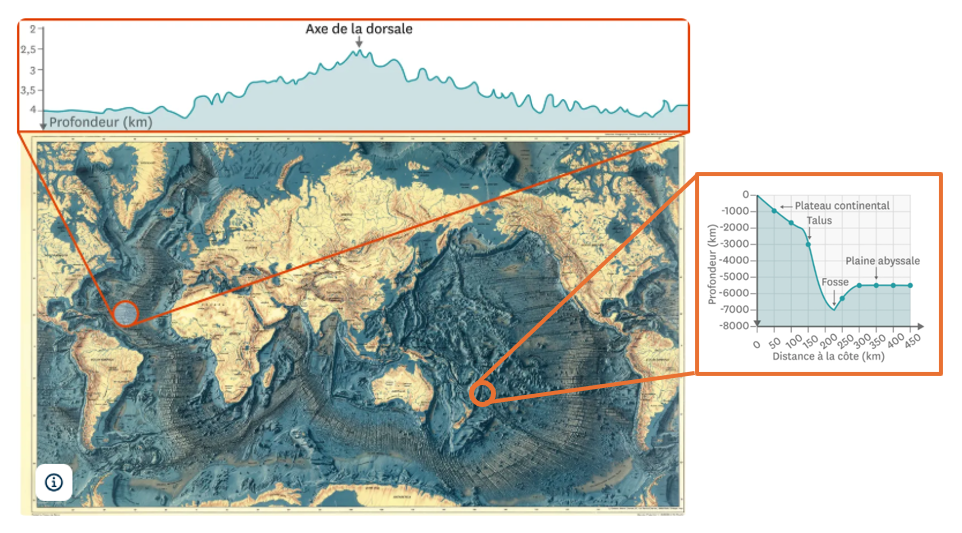 Axe de la dorsale
2
2,5
3
3,5
4
Profondeur (km)
0
-1000
-2000
-3000
-4000
-5000
-6000
-7000
-8000
Profondeur (km)
Plateau continental
Talus
Plaine abyssale
Fosse
0 50 100 150 200 250 300 350 400 450
Distance à la côte (km)